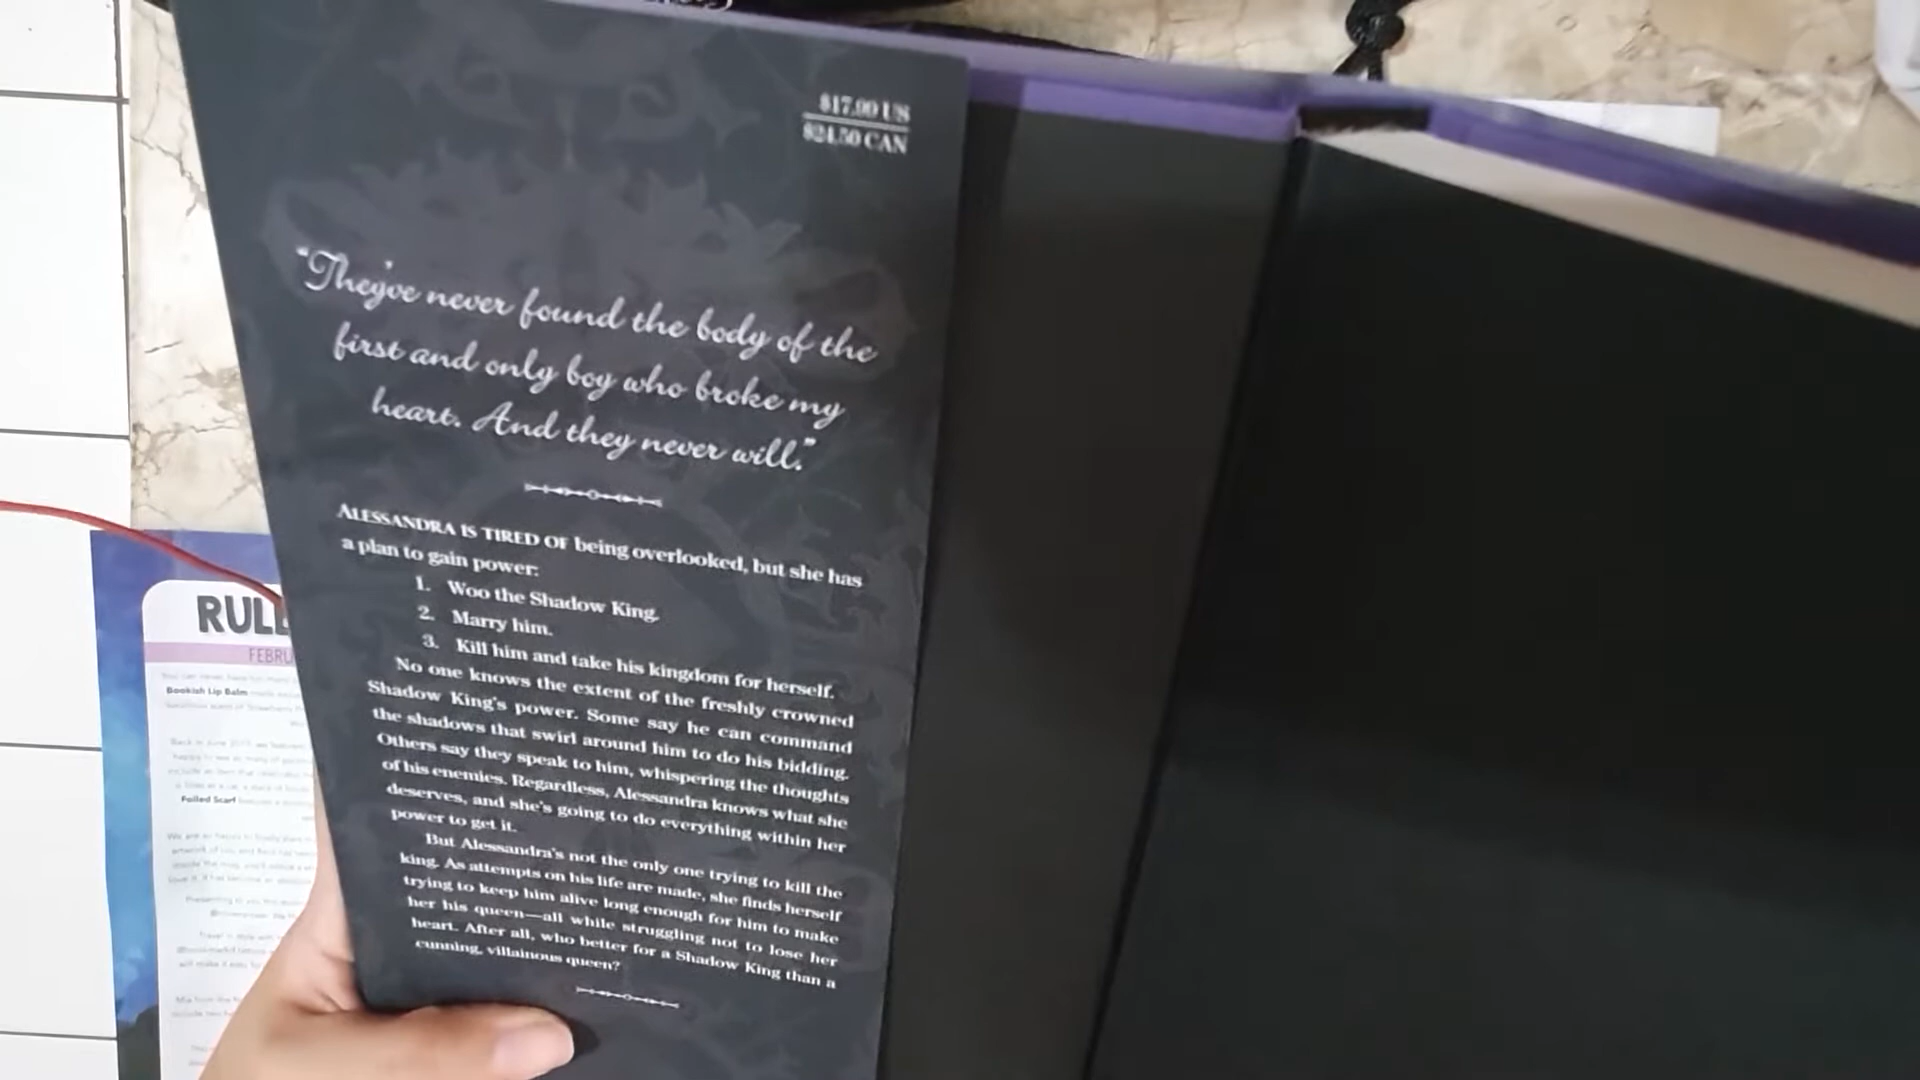 $17.00 US
$24.50 CAN
“They’ve never found the body of the
first and only boy who broke my
heart. And they never will.”
ALESSANDRA IS TIRED OF being overlooked, but she has
a plan to gain power:
1. Woo the Shadow King.
2. Marry him.
3. Kill him and take his kingdom for herself.
No one knows the extent of the freshly crowned
Shadow King’s power. Some say he can command
the shadows that swirl around him to do his bidding.
Others say they speak to him, whispering the thoughts
of his enemies. Regardless, Alessandra knows what she
deserves, and she’s going to do everything within her
power to get it.
But Alessandra’s not the only one trying to kill the
king. As attempts on his life are made, she finds herself
trying to keep him alive long enough for him to make
her his queen—all while struggling not to lose her
heart. After all, who better for a Shadow King than a
cunning, villainous queen?
RUL
FEBRU
Bookish Lip Balm
Foiled Scarf